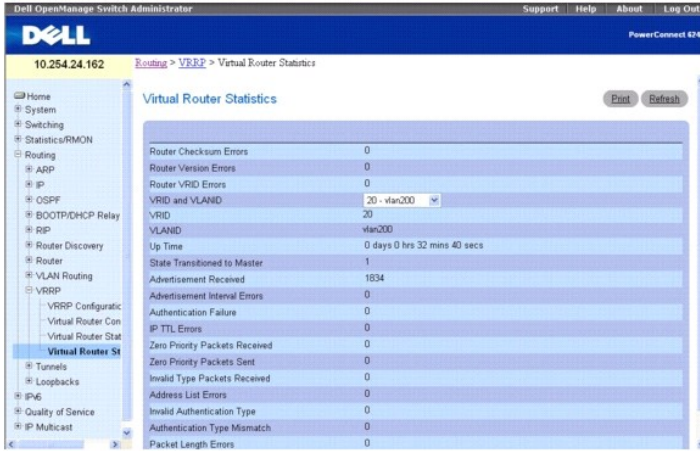 Dell OpenManage Switch Administrator
Support Help About Log Out
DELL
PowerConnect 624
10.254.24.162
Routing > VRRP > Virtual Router Statistics
Home
System
Switching
Statistics/RMON
Routing
ARP
IP
OSPF
BOOTP/DHCP Relay
RIP
Router Discovery
Router
VLAN Routing
VRRP
VRRP Configuratic
Virtual Router Con
Virtual Router Stat
Virtual Router St
Tunnels
Loopbacks
IPv6
Quality of Service
IP Multicast
Virtual Router Statistics
Print Refresh
Router Checksum Errors 0
Router Version Errors 0
Router VRID Errors 0
VRID and VLANID 20 - vlan200
VRID 20
VLANID vlan200
Up Time 0 days 0 hrs 32 mins 40 secs
State Transitioned to Master 1
Advertisement Received 1834
Advertisement Interval Errors 0
Authentication Failure 0
IP TTL Errors 0
Zero Priority Packets Received 0
Zero Priority Packets Sent 0
Invalid Type Packets Received 0
Address List Errors 0
Invalid Authentication Type 0
Authentication Type Mismatch 0
Packet Length Errors 0